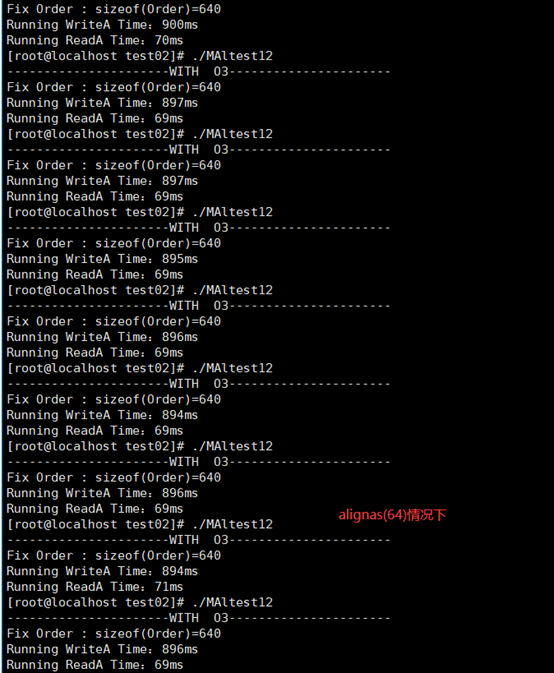 Fix Order : sizeof(Order)=640
Running WriteA Time：900ms
Running ReadA Time：70ms
[root@localhost test02]# ./MAltest12
----------------------WITH  O3----------------------
Fix Order : sizeof(Order)=640
Running WriteA Time：897ms
Running ReadA Time：69ms
[root@localhost test02]# ./MAltest12
----------------------WITH  O3----------------------
Fix Order : sizeof(Order)=640
Running WriteA Time：897ms
Running ReadA Time：69ms
[root@localhost test02]# ./MAltest12
----------------------WITH  O3----------------------
Fix Order : sizeof(Order)=640
Running WriteA Time：895ms
Running ReadA Time：69ms
[root@localhost test02]# ./MAltest12
----------------------WITH  O3----------------------
Fix Order : sizeof(Order)=640
Running WriteA Time：896ms
Running ReadA Time：69ms
[root@localhost test02]# ./MAltest12
----------------------WITH  O3----------------------
Fix Order : sizeof(Order)=640
Running WriteA Time：894ms
Running ReadA Time：69ms
[root@localhost test02]# ./MAltest12
----------------------WITH  O3----------------------
Fix Order : sizeof(Order)=640
Running WriteA Time：896ms
Running ReadA Time：69ms
alignas(64)情况下
[root@localhost test02]# ./MAltest12
----------------------WITH  O3----------------------
Fix Order : sizeof(Order)=640
Running WriteA Time：894ms
Running ReadA Time：71ms
[root@localhost test02]# ./MAltest12
----------------------WITH  O3----------------------
Fix Order : sizeof(Order)=640
Running WriteA Time：896ms
Running ReadA Time：69ms